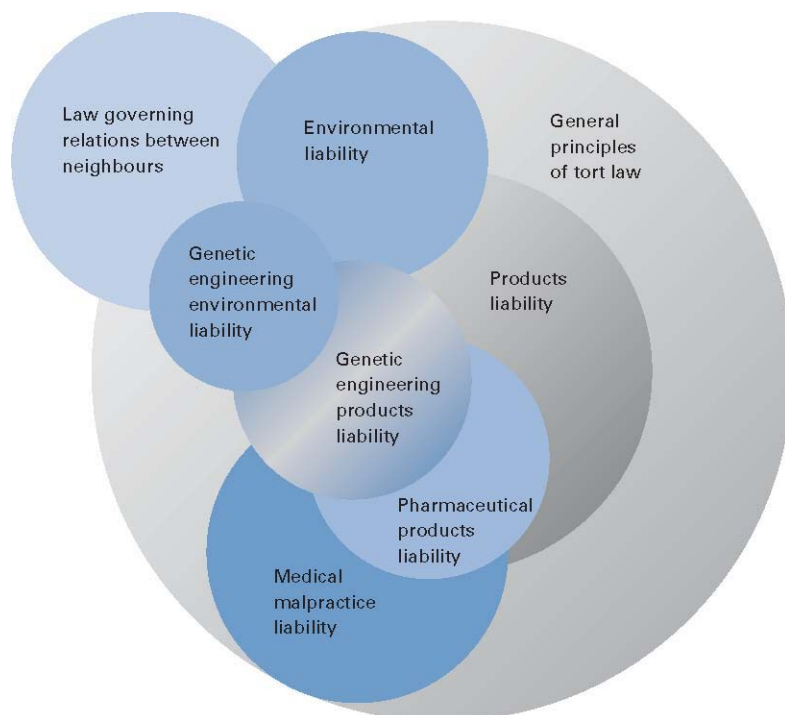 Law governing
relations between
neighbours
Environmental
liability
General
principles
of tort law
Genetic
engineering
environmental
liability
Products
liability
Genetic
engineering
products
liability
Pharmaceutical
products
liability
Medical
malpractice
liability